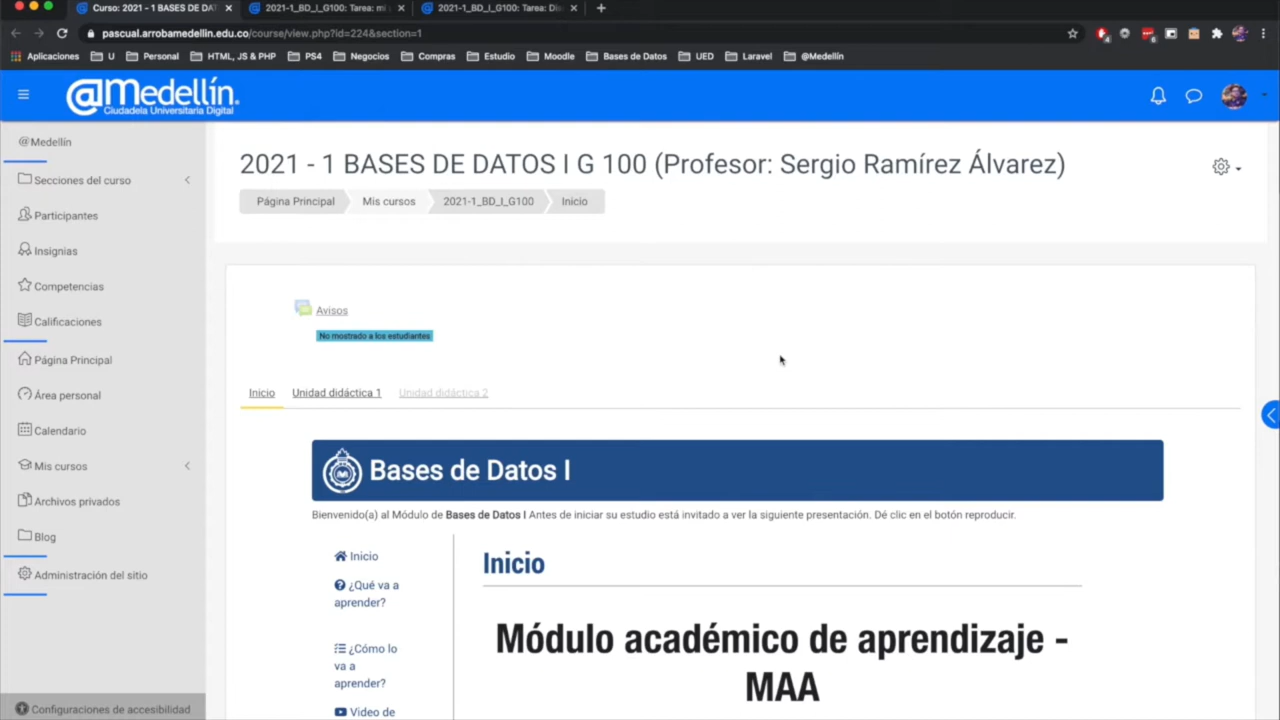 Curso: 2021 - 1 BASES DE DAT
2021-1_BD_I_G100: Tarea: mi
2021-1_BD_I_G100: Tarea: Di
pascual.arrobamedellin.edu.co/course/view.php?id=224&section=1
Aplicaciones
U
Personal
HTML, JS & PHP
PS4
Negocios
Compras
Estudio
Moodle
Bases de Datos
UED
Laravel
@Medellín
@Medellín.
Ciudadela Universitaria Digital
@Medellín
Secciones del curso
Participantes
Insignias
Competencias
Calificaciones
Página Principal
Área personal
Calendario
Mis cursos
Archivos privados
Blog
Administración del sitio
Configuraciones de accesibilidad
2021 - 1 BASES DE DATOS I G 100 (Profesor: Sergio Ramírez Álvarez)
Página Principal
Mis cursos
2021-1_BD_I_G100
Inicio
Avisos
No mostrado a los estudiantes
Inicio
Unidad didáctica 1
Unidad didáctica 2
Bases de Datos I
Bienvenido(a) al Módulo de Bases de Datos I Antes de iniciar su estudio está invitado a ver la siguiente presentación. Dé clic en el botón reproducir.
Inicio
¿Qué va a
aprender?
¿Cómo lo
va a
aprender?
Video de
Inicio
Módulo académico de aprendizaje -
MAA